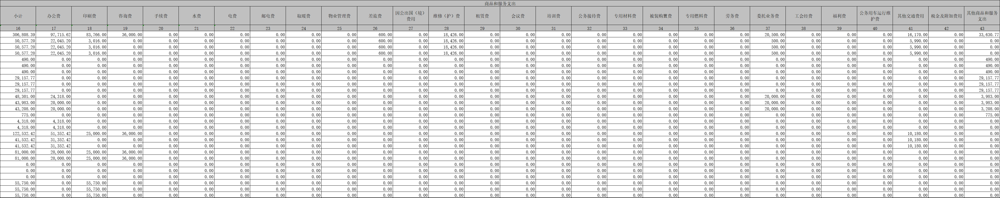 商品和服务支出
小计 办公费 印刷费 咨询费 手续费 水费 电费 邮电费 取暖费 物业管理费 差旅费 因公出国（境）费用 维修（护）费 租赁费 会议费 培训费 公务接待费 专用材料费 被装购置费 专用燃料费 劳务费 委托业务费 工会经费 福利费 公务用车运行维护费 其他交通费用 税金及附加费用 其他商品和服务支出
16 17 18 19 20 21 22 23 24 25 26 27 28 29 30 31 32 33 34 35 36 37 38 39 40 41 42 43
306,808.39 97,715.62 83,766.00 36,000.00 0.00 0.00 0.00 0.00 0.00 0.00 600.00 0.00 18,426.00 0.00 0.00 0.00 0.00 0.00 0.00 0.00 0.00 20,500.00 0.00 0.00 0.00 16,170.00 0.00 33,630.77
50,577.20 22,045.20 3,016.00 0.00 0.00 0.00 0.00 0.00 0.00 0.00 600.00 0.00 18,426.00 0.00 0.00 0.00 0.00 0.00 0.00 0.00 0.00 500.00 0.00 0.00 0.00 5,990.00 0.00 0.00
50,577.20 22,045.20 3,016.00 0.00 0.00 0.00 0.00 0.00 0.00 0.00 600.00 0.00 18,426.00 0.00 0.00 0.00 0.00 0.00 0.00 0.00 0.00 500.00 0.00 0.00 0.00 5,990.00 0.00 0.00
50,577.20 22,045.20 3,016.00 0.00 0.00 0.00 0.00 0.00 0.00 0.00 600.00 0.00 18,426.00 0.00 0.00 0.00 0.00 0.00 0.00 0.00 0.00 500.00 0.00 0.00 0.00 5,990.00 0.00 0.00
490.00 0.00 0.00 0.00 0.00 0.00 0.00 0.00 0.00 0.00 0.00 0.00 0.00 0.00 0.00 0.00 0.00 0.00 0.00 0.00 0.00 0.00 0.00 0.00 0.00 0.00 0.00 490.00
490.00 0.00 0.00 0.00 0.00 0.00 0.00 0.00 0.00 0.00 0.00 0.00 0.00 0.00 0.00 0.00 0.00 0.00 0.00 0.00 0.00 0.00 0.00 0.00 0.00 0.00 0.00 490.00
490.00 0.00 0.00 0.00 0.00 0.00 0.00 0.00 0.00 0.00 0.00 0.00 0.00 0.00 0.00 0.00 0.00 0.00 0.00 0.00 0.00 0.00 0.00 0.00 0.00 0.00 0.00 490.00
29,157.77 0.00 0.00 0.00 0.00 0.00 0.00 0.00 0.00 0.00 0.00 0.00 0.00 0.00 0.00 0.00 0.00 0.00 0.00 0.00 0.00 0.00 0.00 0.00 0.00 0.00 0.00 29,157.77
29,157.77 0.00 0.00 0.00 0.00 0.00 0.00 0.00 0.00 0.00 0.00 0.00 0.00 0.00 0.00 0.00 0.00 0.00 0.00 0.00 0.00 0.00 0.00 0.00 0.00 0.00 0.00 29,157.77
29,157.77 0.00 0.00 0.00 0.00 0.00 0.00 0.00 0.00 0.00 0.00 0.00 0.00 0.00 0.00 0.00 0.00 0.00 0.00 0.00 0.00 0.00 0.00 0.00 0.00 0.00 0.00 29,157.77
48,301.00 24,318.00 0.00 0.00 0.00 0.00 0.00 0.00 0.00 0.00 0.00 0.00 0.00 0.00 0.00 0.00 0.00 0.00 0.00 0.00 0.00 20,000.00 0.00 0.00 0.00 0.00 0.00 3,983.00
43,983.00 20,000.00 0.00 0.00 0.00 0.00 0.00 0.00 0.00 0.00 0.00 0.00 0.00 0.00 0.00 0.00 0.00 0.00 0.00 0.00 0.00 20,000.00 0.00 0.00 0.00 0.00 0.00 3,983.00
43,208.00 20,000.00 0.00 0.00 0.00 0.00 0.00 0.00 0.00 0.00 0.00 0.00 0.00 0.00 0.00 0.00 0.00 0.00 0.00 0.00 0.00 20,000.00 0.00 0.00 0.00 0.00 0.00 3,208.00
775.00 0.00 0.00 0.00 0.00 0.00 0.00 0.00 0.00 0.00 0.00 0.00 0.00 0.00 0.00 0.00 0.00 0.00 0.00 0.00 0.00 0.00 0.00 0.00 0.00 0.00 0.00 775.00
4,318.00 4,318.00 0.00 0.00 0.00 0.00 0.00 0.00 0.00 0.00 0.00 0.00 0.00 0.00 0.00 0.00 0.00 0.00 0.00 0.00 0.00 0.00 0.00 0.00 0.00 0.00 0.00 0.00
4,318.00 4,318.00 0.00 0.00 0.00 0.00 0.00 0.00 0.00 0.00 0.00 0.00 0.00 0.00 0.00 0.00 0.00 0.00 0.00 0.00 0.00 0.00 0.00 0.00 0.00 0.00 0.00 0.00
122,532.42 51,352.42 25,000.00 36,000.00 0.00 0.00 0.00 0.00 0.00 0.00 0.00 0.00 0.00 0.00 0.00 0.00 0.00 0.00 0.00 0.00 0.00 0.00 0.00 0.00 0.00 10,180.00 0.00 0.00
41,532.42 31,352.42 0.00 0.00 0.00 0.00 0.00 0.00 0.00 0.00 0.00 0.00 0.00 0.00 0.00 0.00 0.00 0.00 0.00 0.00 0.00 0.00 0.00 0.00 0.00 10,180.00 0.00 0.00
41,532.42 31,352.42 0.00 0.00 0.00 0.00 0.00 0.00 0.00 0.00 0.00 0.00 0.00 0.00 0.00 0.00 0.00 0.00 0.00 0.00 0.00 0.00 0.00 0.00 0.00 10,180.00 0.00 0.00
81,000.00 20,000.00 25,000.00 36,000.00 0.00 0.00 0.00 0.00 0.00 0.00 0.00 0.00 0.00 0.00 0.00 0.00 0.00 0.00 0.00 0.00 0.00 0.00 0.00 0.00 0.00 0.00 0.00 0.00
81,000.00 20,000.00 25,000.00 36,000.00 0.00 0.00 0.00 0.00 0.00 0.00 0.00 0.00 0.00 0.00 0.00 0.00 0.00 0.00 0.00 0.00 0.00 0.00 0.00 0.00 0.00 0.00 0.00 0.00
0.00 0.00 0.00 0.00 0.00 0.00 0.00 0.00 0.00 0.00 0.00 0.00 0.00 0.00 0.00 0.00 0.00 0.00 0.00 0.00 0.00 0.00 0.00 0.00 0.00 0.00 0.00 0.00
0.00 0.00 0.00 0.00 0.00 0.00 0.00 0.00 0.00 0.00 0.00 0.00 0.00 0.00 0.00 0.00 0.00 0.00 0.00 0.00 0.00 0.00 0.00 0.00 0.00 0.00 0.00 0.00
0.00 0.00 0.00 0.00 0.00 0.00 0.00 0.00 0.00 0.00 0.00 0.00 0.00 0.00 0.00 0.00 0.00 0.00 0.00 0.00 0.00 0.00 0.00 0.00 0.00 0.00 0.00 0.00
55,750.00 0.00 55,750.00 0.00 0.00 0.00 0.00 0.00 0.00 0.00 0.00 0.00 0.00 0.00 0.00 0.00 0.00 0.00 0.00 0.00 0.00 0.00 0.00 0.00 0.00 0.00 0.00 0.00
55,750.00 0.00 55,750.00 0.00 0.00 0.00 0.00 0.00 0.00 0.00 0.00 0.00 0.00 0.00 0.00 0.00 0.00 0.00 0.00 0.00 0.00 0.00 0.00 0.00 0.00 0.00 0.00 0.00
55,750.00 0.00 55,750.00 0.00 0.00 0.00 0.00 0.00 0.00 0.00 0.00 0.00 0.00 0.00 0.00 0.00 0.00 0.00 0.00 0.00 0.00 0.00 0.00 0.00 0.00 0.00 0.00 0.00